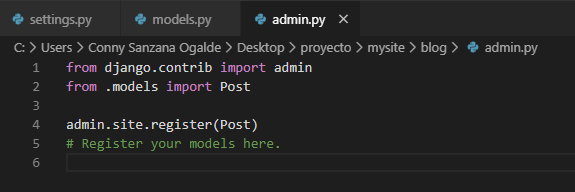 settings.py models.py admin.py
C: > Users > Conny Sanzana Ogalde > Desktop > proyecto > mysite > blog > admin.py
1 from django.contrib import admin
2 from .models import Post
3
4 admin.site.register(Post)
5 # Register your models here.
6